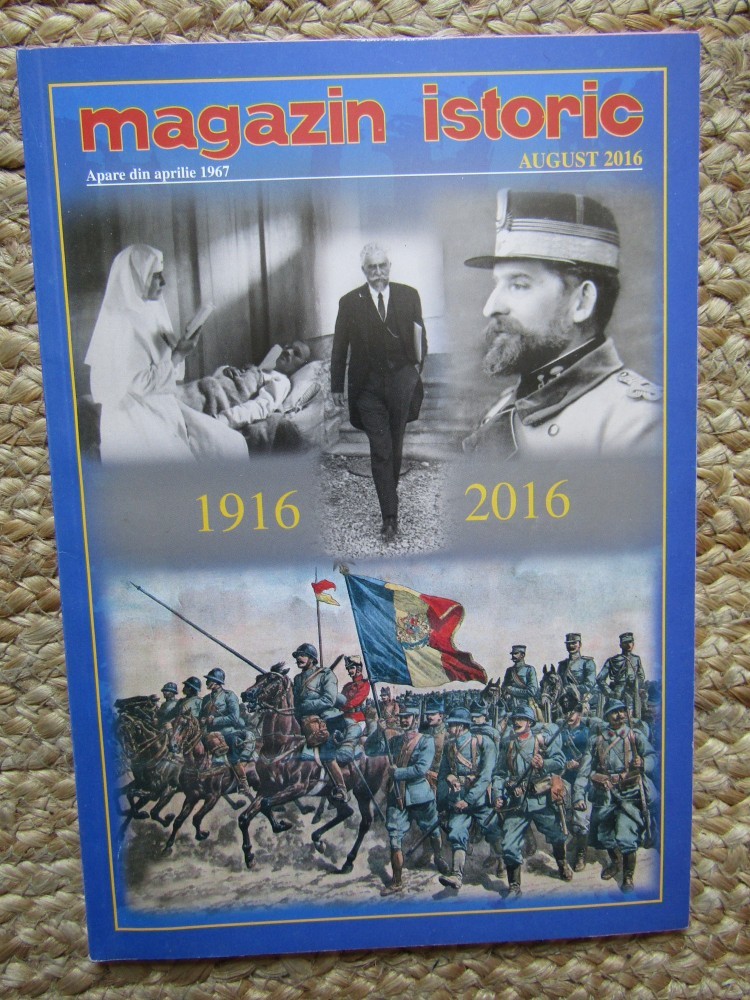 magazin istoric
Apare din aprilie 1967
AUGUST 2016
1916
2016